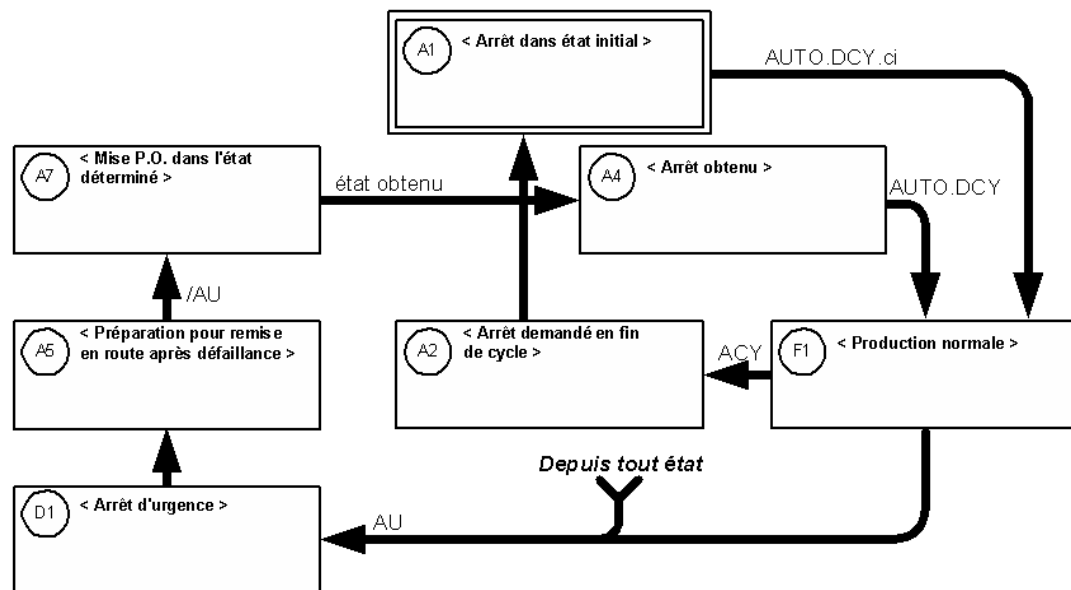 A1
< Arrêt dans état initial >
AUTO.DCY.ci
A7
< Mise P.O. dans l'état
déterminé >
état obtenu
A4
< Arrêt obtenu >
AUTO.DCY
/AU
A5
< Préparation pour remise
en route après défaillance >
A2
< Arrêt demandé en fin
de cycle >
ACY
F1
< Production normale >
Depuis tout état
D1
< Arrêt d'urgence >
AU